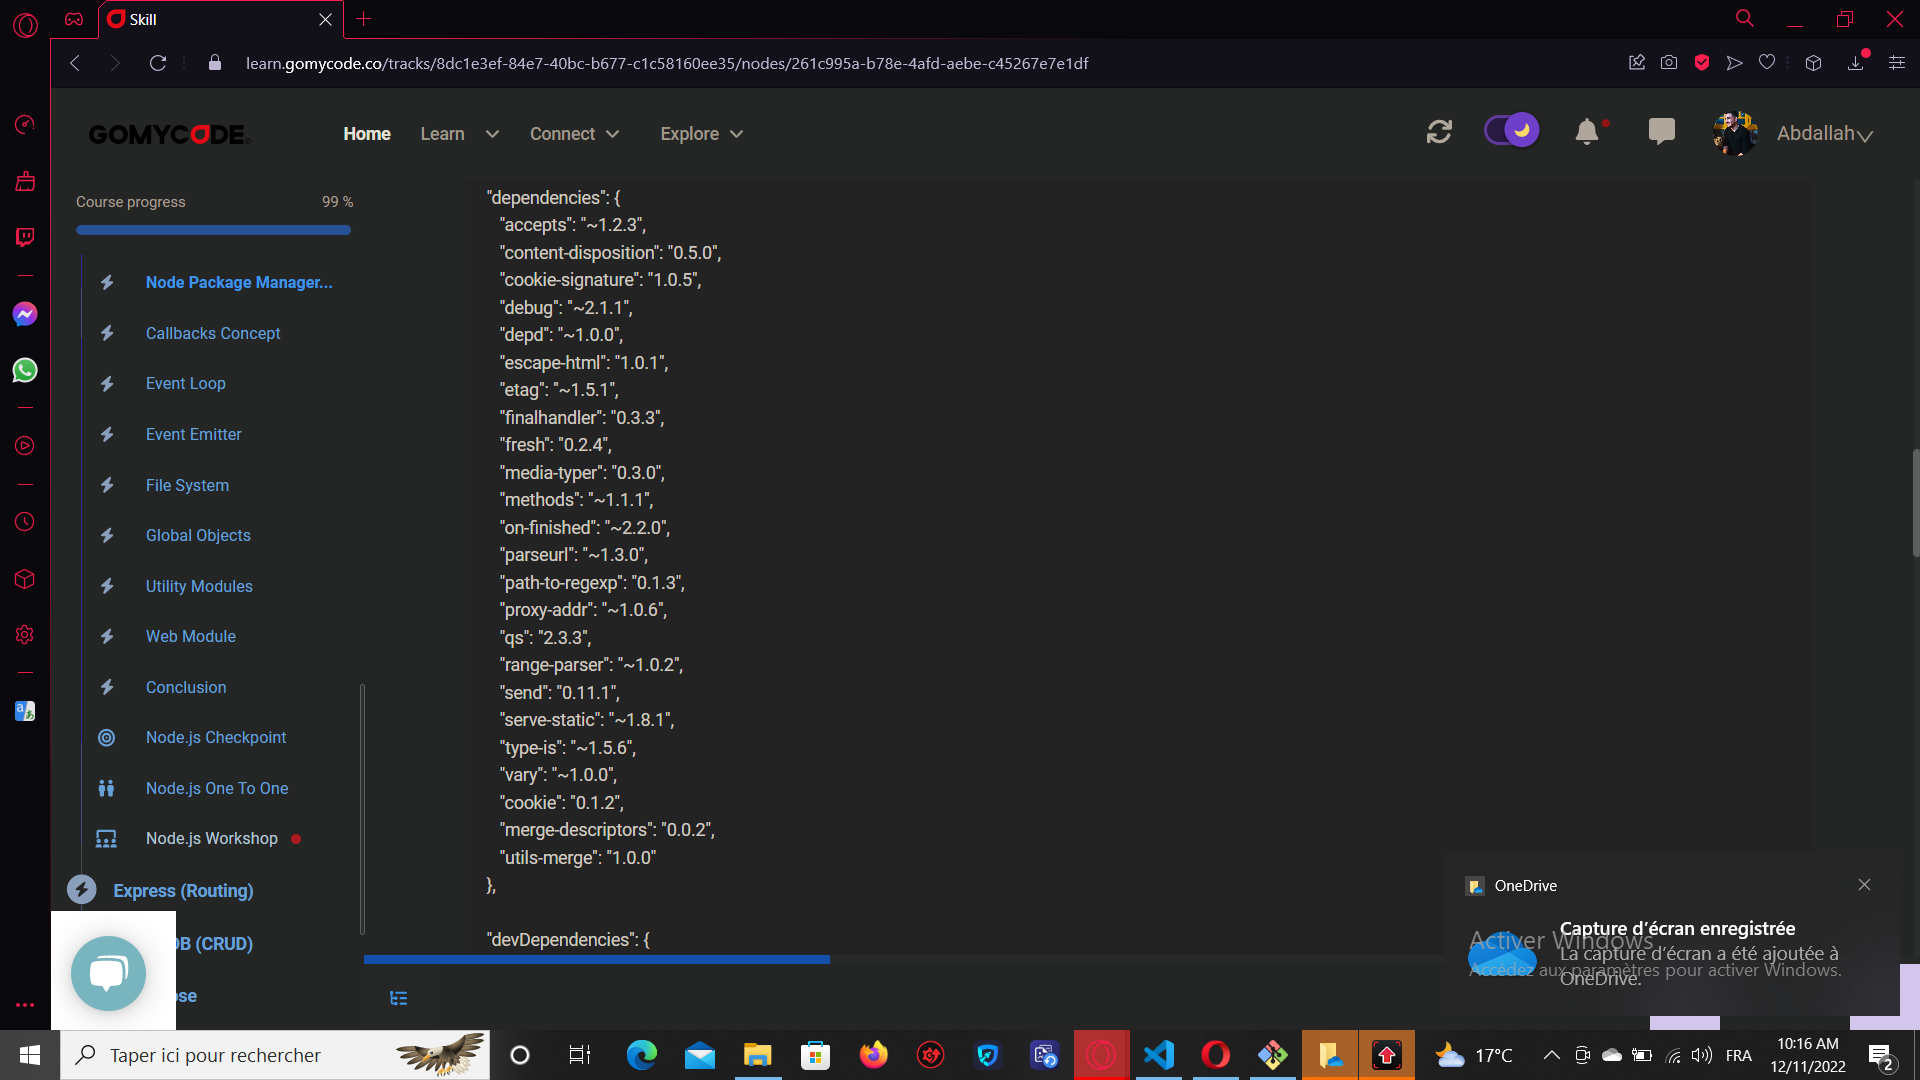 Skill
learn.gomycode.co/tracks/8dc1e3ef-84e7-40bc-b677-c1c58160ee35/nodes/261c995a-b78e-4afd-aebe-c45267e7e1df
GOMYCODE
Home
Learn
Connect
Explore
Abdallah
Course progress
99 %
Node Package Manager...
Callbacks Concept
Event Loop
Event Emitter
File System
Global Objects
Utility Modules
Web Module
Conclusion
Node.js Checkpoint
Node.js One To One
Node.js Workshop
Express (Routing)
DB (CRUD)
ose
"dependencies": {
"accepts": "~1.2.3",
"content-disposition": "0.5.0",
"cookie-signature": "1.0.5",
"debug": "~2.1.1",
"depd": "~1.0.0",
"escape-html": "1.0.1",
"etag": "~1.5.1",
"finalhandler": "0.3.3",
"fresh": "0.2.4",
"media-typer": "0.3.0",
"methods": "~1.1.1",
"on-finished": "~2.2.0",
"parseurl": "~1.3.0",
"path-to-regexp": "0.1.3",
"proxy-addr": "~1.0.6",
"qs": "2.3.3",
"range-parser": "~1.0.2",
"send": "0.11.1",
"serve-static": "~1.8.1",
"type-is": "~1.5.6",
"vary": "~1.0.0",
"cookie": "0.1.2",
"merge-descriptors": "0.0.2",
"utils-merge": "1.0.0"
},
"devDependencies": {
OneDrive
Capture d'écran enregistrée
La capture d'écran a été ajoutée à
OneDrive.
Activer Windows
Accédez aux paramètres pour activer Windows.
Taper ici pour rechercher
17°C
FRA
10:16 AM
12/11/2022
2